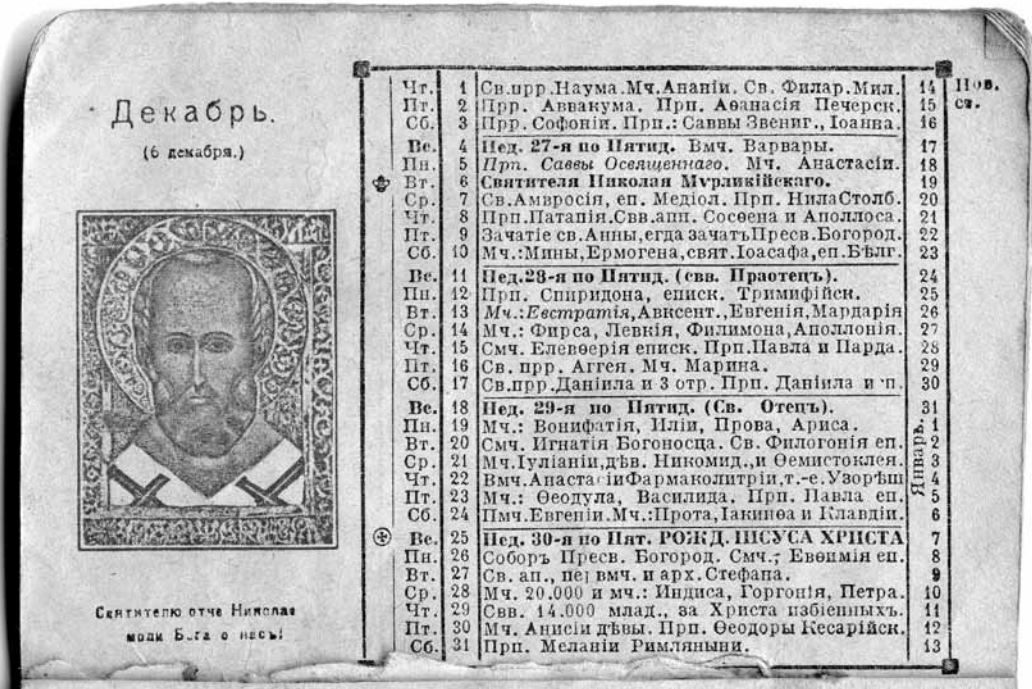 Декабрь.
(6 декабря.)
Святителю отче Николае
моли Бога о насъ!
Нов.
ст.
Чт. 1 Св.прр.Наума.Мч.Ананіи. Св. Филар.Мил. 14
Пт. 2 Прр. Аввакума. Прп. Аѳанасія Печерск. 15
Сб. 3 Прр. Софоніи. Прп.: Саввы Звениг., Іоанна. 16
Вс. 4 Нед. 27-я по Пятид. Вмч. Варвары. 17
Пн. 5 Прп. Саввы Освященнаго. Мч. Анастасіи. 18
Вт. 6 Святителя Николая Мѵрликійскаго. 19
Ср. 7 Св.Амвросія, еп. Медіол. Прп. НилаСтолб. 20
Чт. 8 Прп.Патапія.Свв.апп. Сосѳена и Аполлоса. 21
Пт. 9 Зачатіе св.Анны,егда зачатъПресв.Богород. 22
Сб. 10 Мч.:Мины,Ермогена,свят.Іоасафа,еп.Бѣлг. 23
Вс. 11 Нед.28-я по Пятид. (свв. Праотецъ). 24
Пн. 12 Прп. Спиридона, еписк. Тримифійск. 25
Вт. 13 Мч.:Евстратія,Авксент.,Евгенія,Мардарія 26
Ср. 14 Мч.: Фирса, Левкія, Филимона,Аполлонія. 27
Чт. 15 Смч. Елевѳерія еписк. Прп.Павла и Парда. 28
Пт. 16 Св. прр. Аггея. Мч. Марина. 29
Сб. 17 Св.прр.Даніила и 3 отр. Прп. Даніила и 30
Вс. 18 Нед. 29-я по Пятид. (Св. Отецъ). 31
Январь.
Пн. 19 Мч.: Вонифатія, Иліи, Прова, Ариса. 1
Вт. 20 Смч. Игнатія Богоносца. Св. Филогонія еп. 2
Ср. 21 Мч.Іуліаніи,дѣв. Никомид.,и Ѳемистоклея. 3
Чт. 22 Вмч.АнастасіиФармаколитріи,т.-е.Узорѣш 4
Пт. 23 Мч.: Ѳеодула, Василида. Прп. Павла еп. 5
Сб. 24 Пмч.Евгеніи.Мч.:Прота,Іакинѳа и Клавдіи. 6
Вс. 25 Нед. 30-я по Пят. РОЖД. ІИСУСА ХРИСТА 7
Пн. 26 Соборъ Пресв. Богород. Смч.: Евѳимія еп. 8
Вт. 27 Св. ап., первмч. и арх.Стефана. 9
Ср. 28 Мч. 20.000 и мч.: Индиса, Горгонія, Петра. 10
Чт. 29 Свв. 14.000 млад., за Христа избіенныхъ. 11
Пт. 30 Мч. Анисіи дѣвы. Прп. Ѳеодоры Кесарійск. 12
Сб. 31 Прп. Меланіи Римляныни. 13